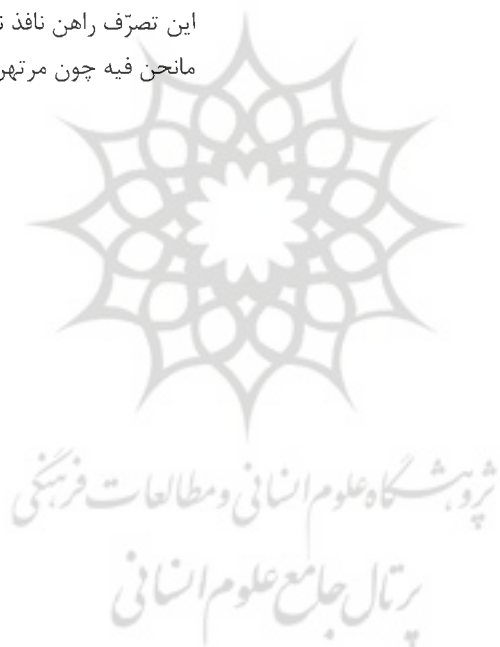 این تصرّف راهن نافذ
مانحن فیه چون مرتهن
پژوهشگاه علوم انسانی و مطالعات فرهنگی
پرتال جامع علوم انسانی